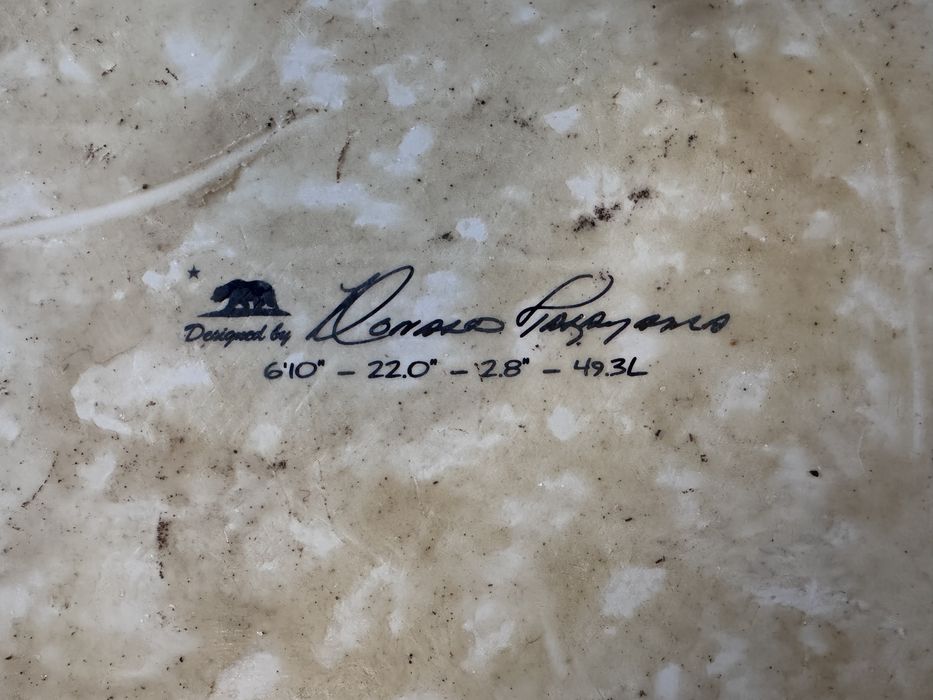 Designed by Donald Takayama
6'10" – 22.0" – 2.8" – 49.3L